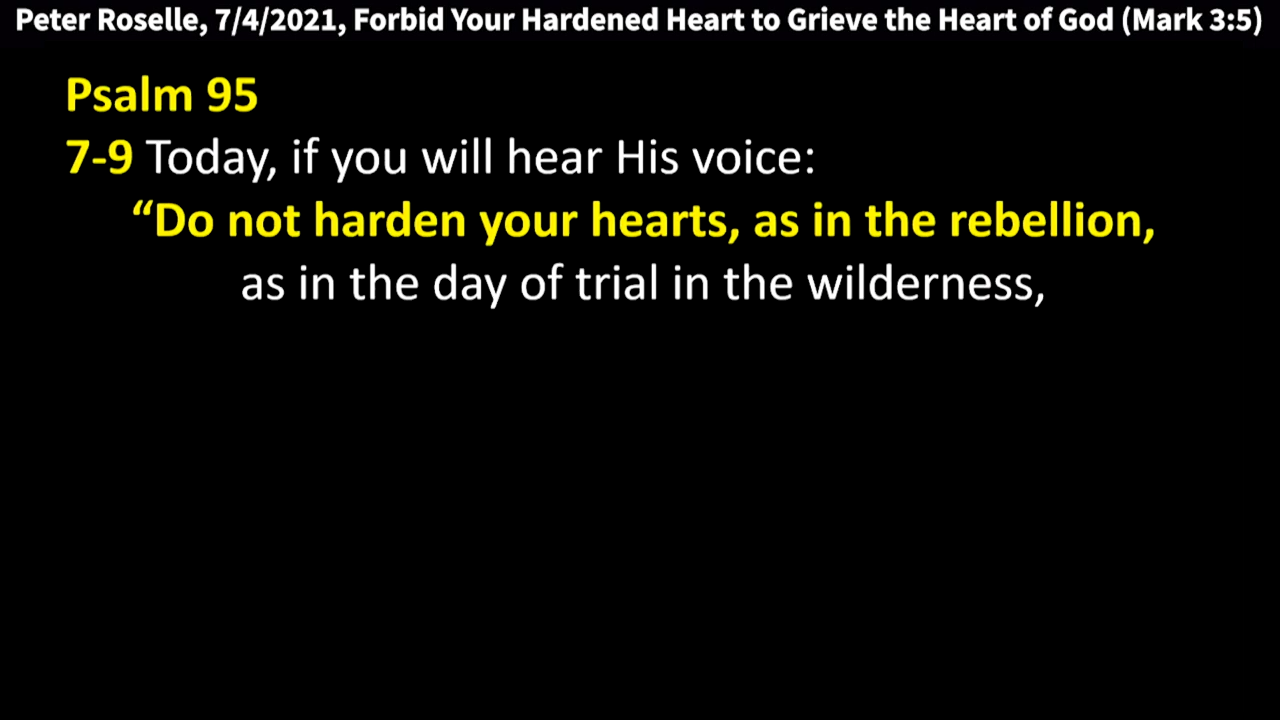 Peter Roselle, 7/4/2021, Forbid Your Hardened Heart to Grieve the Heart of God (Mark 3:5)
Psalm 95
7-9 Today, if you will hear His voice:
“Do not harden your hearts, as in the rebellion,
as in the day of trial in the wilderness,